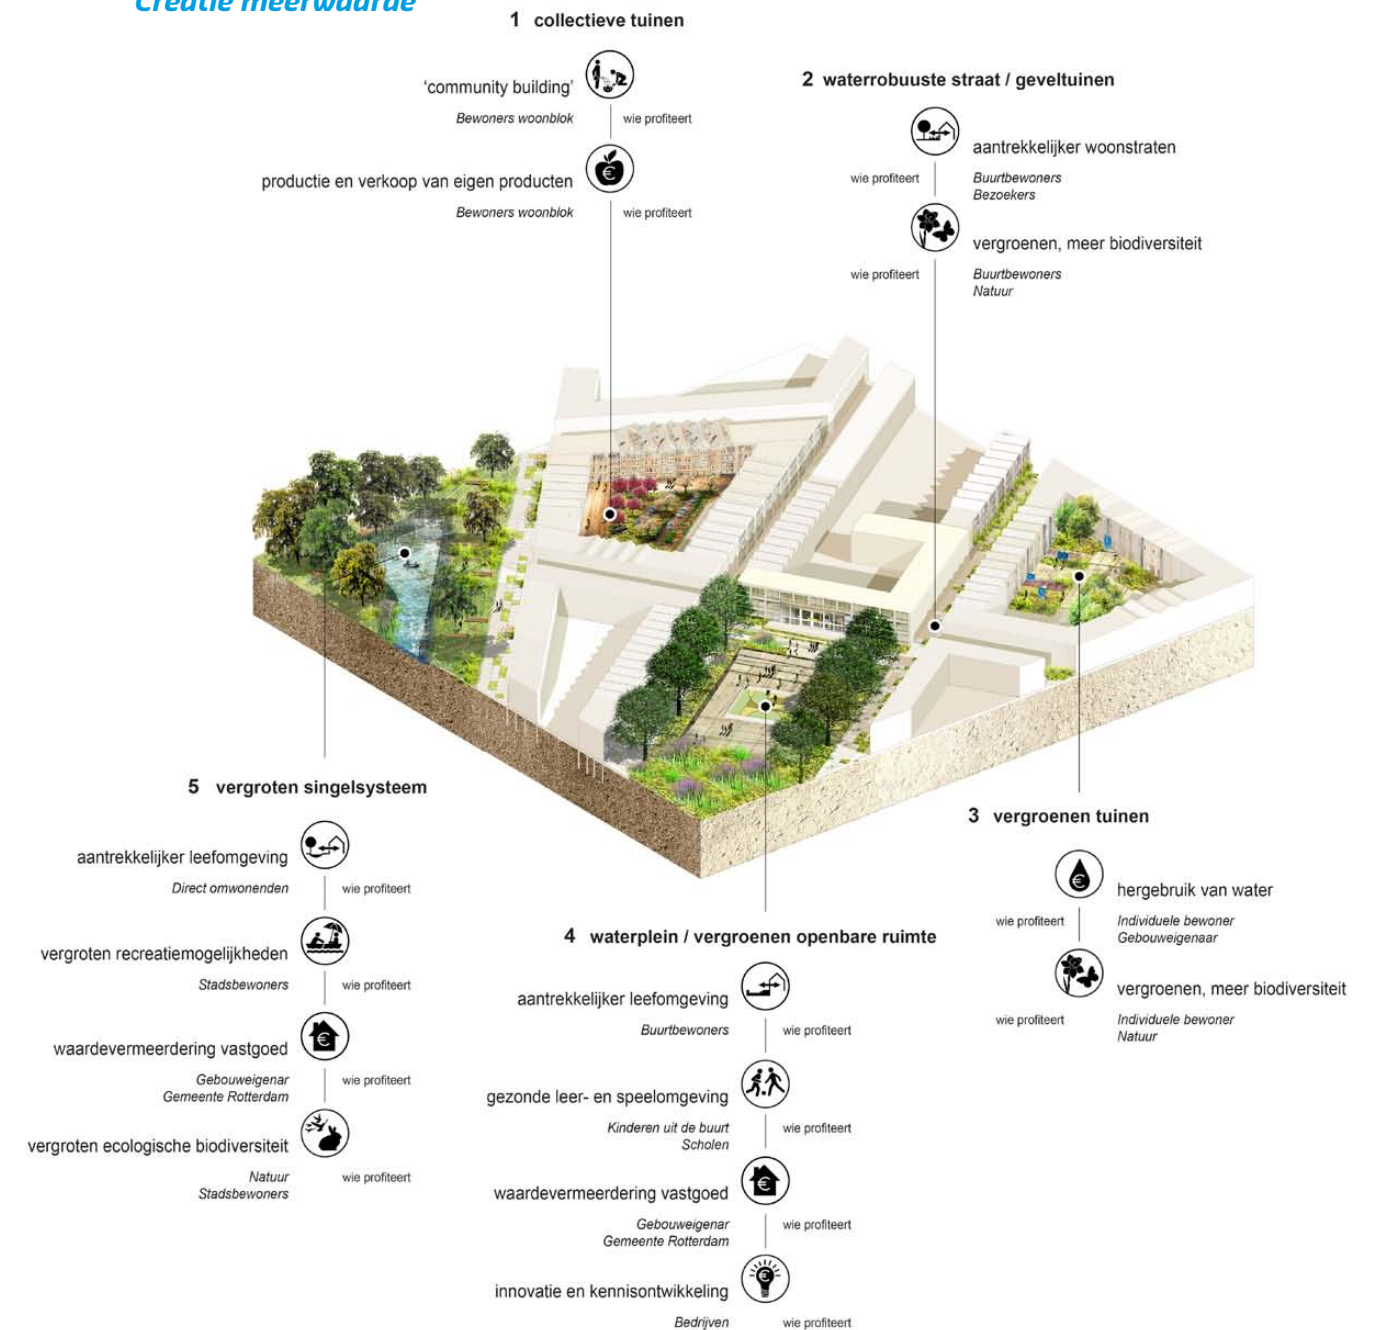 Creatie meerwaarde
1 collectieve tuinen
'community building'
Bewoners woonblok
wie profiteert
productie en verkoop van eigen producten
Bewoners woonblok
wie profiteert
2 waterrobuuste straat / geveltuinen
aantrekkelijker woonstraten
wie profiteert
Buurtbewoners
Bezoekers
vergroenen, meer biodiversiteit
wie profiteert
Buurtbewoners
Natuur
5 vergroten singelsysteem
aantrekkelijker leefomgeving
Direct omwonenden
wie profiteert
vergroten recreatiemogelijkheden
Stadsbewoners
wie profiteert
waardevermeerdering vastgoed
Gebouweigenar
Gemeente Rotterdam
wie profiteert
vergroten ecologische biodiversiteit
Natuur
Stadsbewoners
wie profiteert
4 waterplein / vergroenen openbare ruimte
aantrekkelijker leefomgeving
Buurtbewoners
wie profiteert
gezonde leer- en speelomgeving
Kinderen uit de buurt
Scholen
wie profiteert
waardevermeerdering vastgoed
Gebouweigenar
Gemeente Rotterdam
wie profiteert
innovatie en kennisontwikkeling
Bedrijven
wie profiteert
3 vergroenen tuinen
hergebruik van water
wie profiteert
Individuele bewoner
Gebouweigenaar
vergroenen, meer biodiversiteit
wie profiteert
Individuele bewoner
Natuur